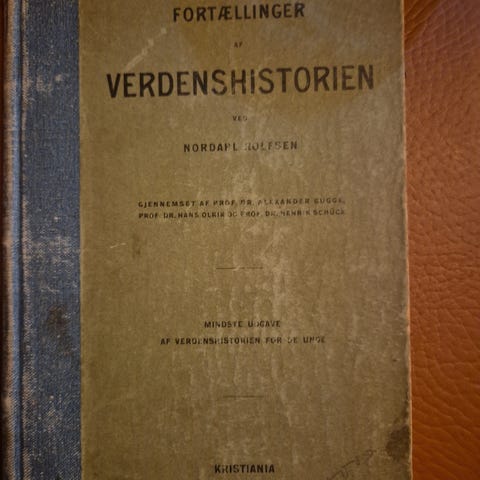 FORTÆLLINGER
AF
VERDENSHISTORIEN
VED
NORDAHL ROLFSEN
GJENNEMSET AF PROF. DR. ALEXANDER BUGGE,
PROF. DR. HANS OLRIK OG PROF. DR. HENRIK SCHÜCK
MINDSTE UDGAVE
AF VERDENSHISTORIEN FOR DE UNGE
KRISTIANIA